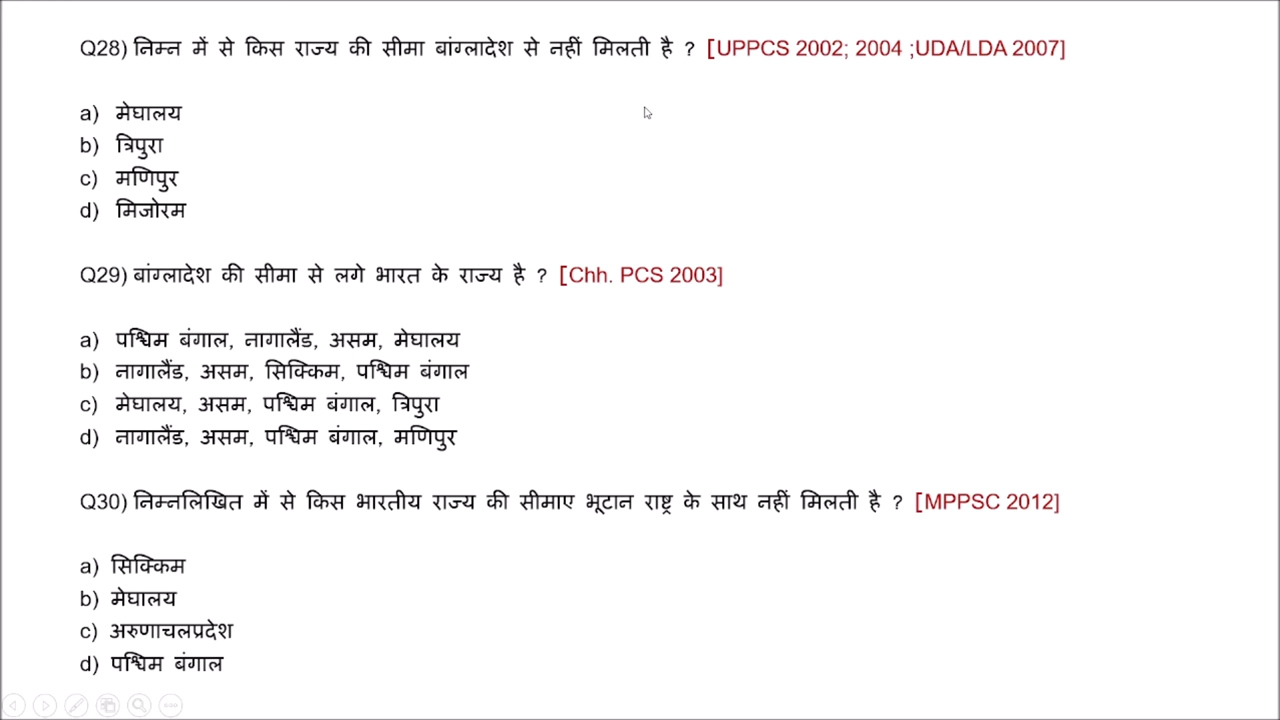 Q28) निम्न में से किस राज्य की सीमा बांग्लादेश से नहीं मिलती है ? [UPPCS 2002; 2004 ;UDA/LDA 2007]
a) मेघालय
b) त्रिपुरा
c) मणिपुर
d) मिजोरम
Q29) बांग्लादेश की सीमा से लगे भारत के राज्य है ? [Chh. PCS 2003]
a) पश्चिम बंगाल, नागालैंड, असम, मेघालय
b) नागालैंड, असम, सिक्किम, पश्चिम बंगाल
c) मेघालय, असम, पश्चिम बंगाल, त्रिपुरा
d) नागालैंड, असम, पश्चिम बंगाल, मणिपुर
Q30) निम्नलिखित में से किस भारतीय राज्य की सीमाए भूटान राष्ट्र के साथ नहीं मिलती है ? [MPPSC 2012]
a) सिक्किम
b) मेघालय
c) अरुणाचलप्रदेश
d) पश्चिम बंगाल